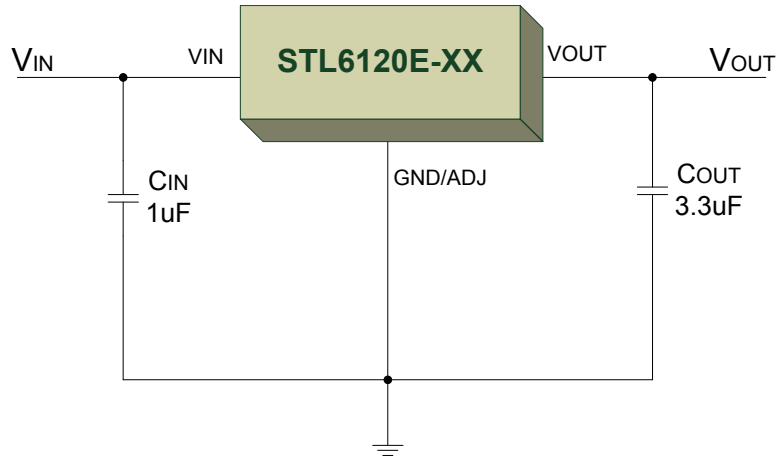 VIN
VIN
STL6120E-XX
VOUT
VOUT
GND/ADJ
CIN
1uF
COUT
3.3uF